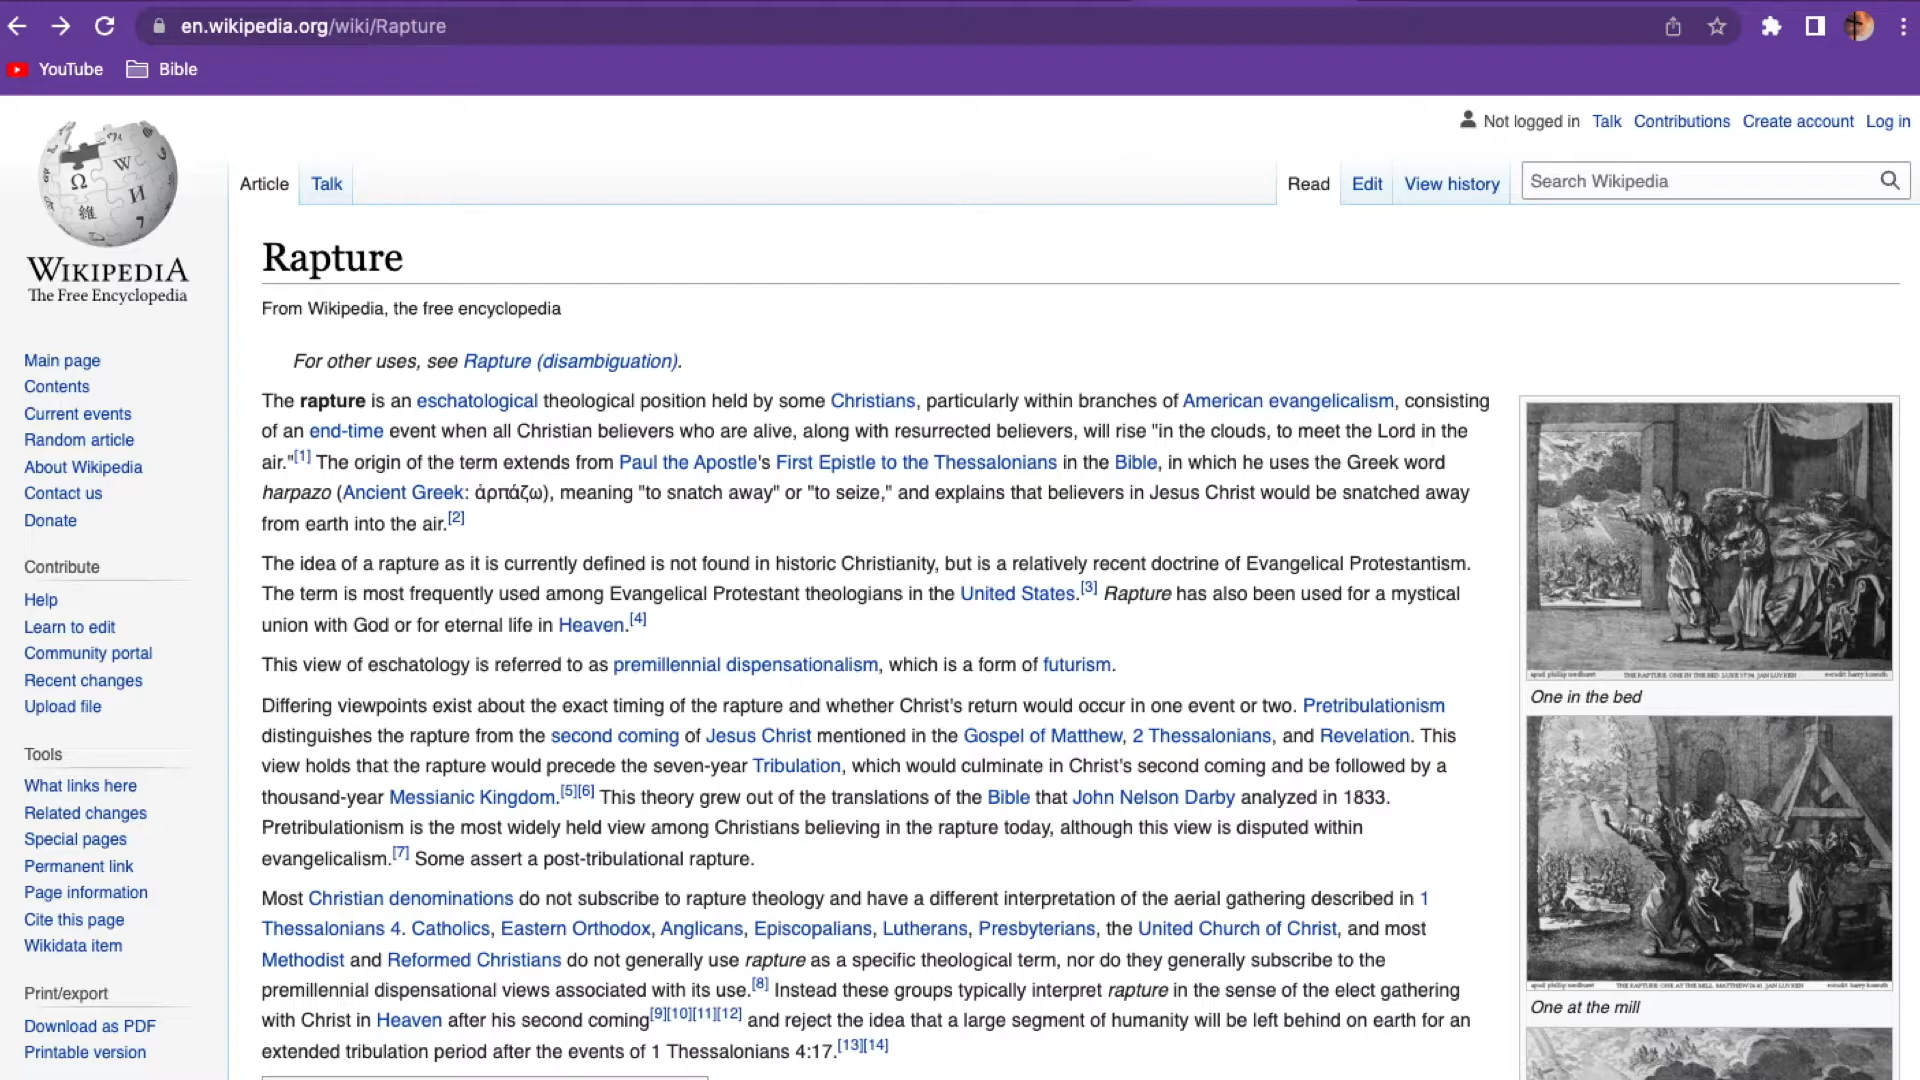 en.wikipedia.org/wiki/Rapture
YouTube Bible
Not logged in Talk Contributions Create account Log in
Article Talk Read Edit View history Search Wikipedia
WIKIPEDIA
The Free Encyclopedia
Main page
Contents
Current events
Random article
About Wikipedia
Contact us
Donate
Contribute
Help
Learn to edit
Community portal
Recent changes
Upload file
Tools
What links here
Related changes
Special pages
Permanent link
Page information
Cite this page
Wikidata item
Print/export
Download as PDF
Printable version
Rapture
From Wikipedia, the free encyclopedia
For other uses, see Rapture (disambiguation).
The rapture is an eschatological theological position held by some Christians, particularly within branches of American evangelicalism, consisting
of an end-time event when all Christian believers who are alive, along with resurrected believers, will rise "in the clouds, to meet the Lord in the
air."[1] The origin of the term extends from Paul the Apostle's First Epistle to the Thessalonians in the Bible, in which he uses the Greek word
harpazo (Ancient Greek: ἁρπάζω), meaning "to snatch away" or "to seize," and explains that believers in Jesus Christ would be snatched away
from earth into the air.[2]
The idea of a rapture as it is currently defined is not found in historic Christianity, but is a relatively recent doctrine of Evangelical Protestantism.
The term is most frequently used among Evangelical Protestant theologians in the United States.[3] Rapture has also been used for a mystical
union with God or for eternal life in Heaven.[4]
This view of eschatology is referred to as premillennial dispensationalism, which is a form of futurism.
Differing viewpoints exist about the exact timing of the rapture and whether Christ's return would occur in one event or two. Pretribulationism
distinguishes the rapture from the second coming of Jesus Christ mentioned in the Gospel of Matthew, 2 Thessalonians, and Revelation. This
view holds that the rapture would precede the seven-year Tribulation, which would culminate in Christ's second coming and be followed by a
thousand-year Messianic Kingdom.[5][6] This theory grew out of the translations of the Bible that John Nelson Darby analyzed in 1833.
Pretribulationism is the most widely held view among Christians believing in the rapture today, although this view is disputed within
evangelicalism.[7] Some assert a post-tribulational rapture.
Most Christian denominations do not subscribe to rapture theology and have a different interpretation of the aerial gathering described in 1
Thessalonians 4. Catholics, Eastern Orthodox, Anglicans, Episcopalians, Lutherans, Presbyterians, the United Church of Christ, and most
Methodist and Reformed Christians do not generally use rapture as a specific theological term, nor do they generally subscribe to the
premillennial dispensational views associated with its use.[8] Instead these groups typically interpret rapture in the sense of the elect gathering
with Christ in Heaven after his second coming[9][10][11][12] and reject the idea that a large segment of humanity will be left behind on earth for an
extended tribulation period after the events of 1 Thessalonians 4:17.[13][14]
One in the bed
One at the mill